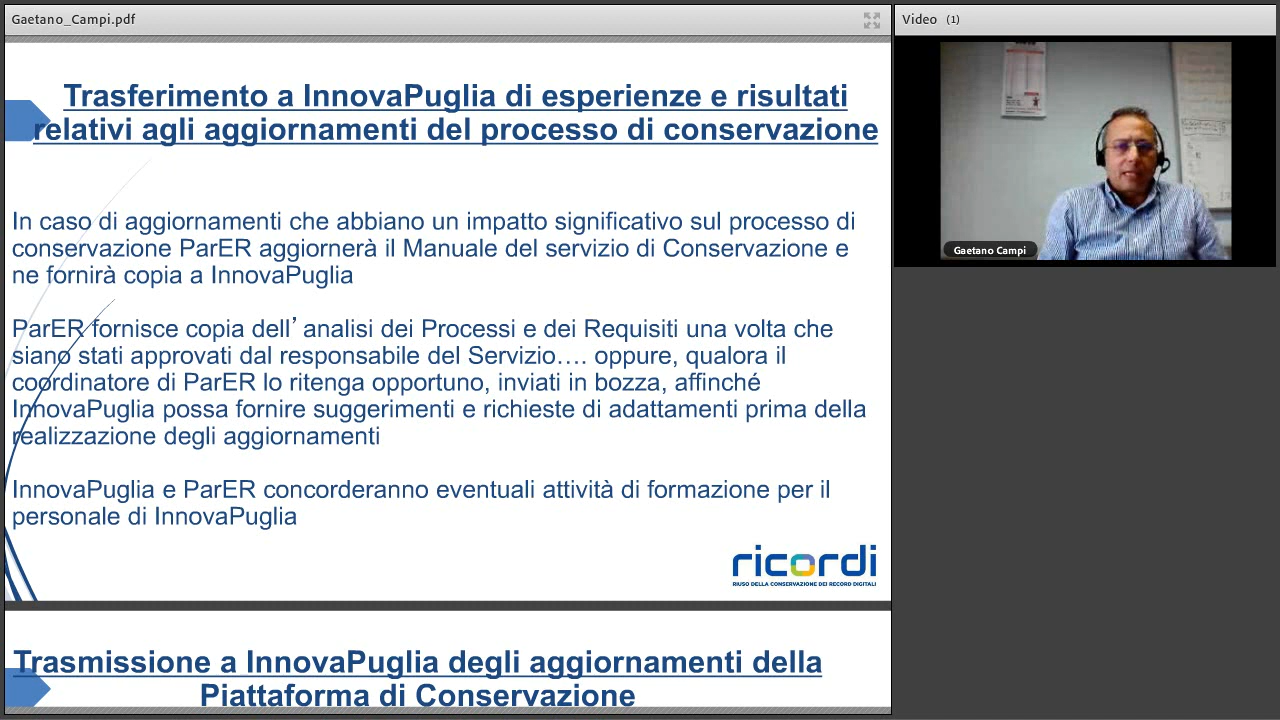 Gaetano_Campi.pdf
Trasferimento a InnovaPuglia di esperienze e risultati
relativi agli aggiornamenti del processo di conservazione
In caso di aggiornamenti che abbiano un impatto significativo sul processo di
conservazione ParER aggiornerà il Manuale del servizio di Conservazione e
ne fornirà copia a InnovaPuglia
ParER fornisce copia dell’analisi dei Processi e dei Requisiti una volta che
siano stati approvati dal responsabile del Servizio…. oppure, qualora il
coordinatore di ParER lo ritenga opportuno, inviati in bozza, affinché
InnovaPuglia possa fornire suggerimenti e richieste di adattamenti prima della
realizzazione degli aggiornamenti
InnovaPuglia e ParER concorderanno eventuali attività di formazione per il
personale di InnovaPuglia
ricordi
RIUSO DELLA CONSERVAZIONE DEI RECORD DIGITALI
Trasmissione a InnovaPuglia degli aggiornamenti della
Piattaforma di Conservazione
Video (1)
Gaetano Campi